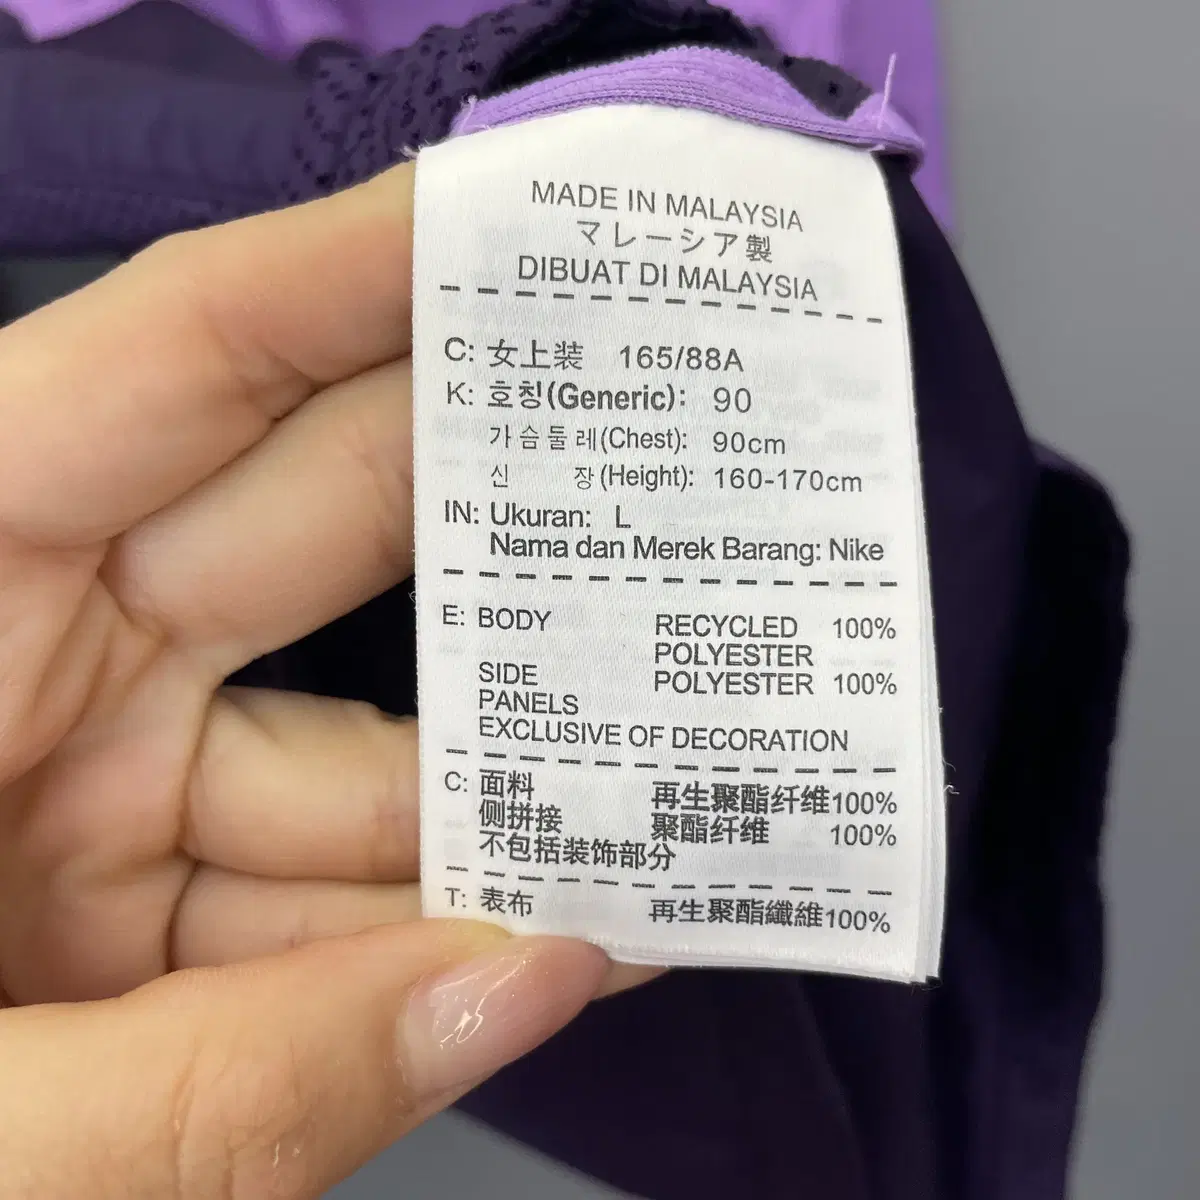 MADE IN MALAYSIA
マレーシア製
DIBUAT DI MALAYSIA
C: 女上装 165/88A
K: 호칭(Generic): 90
가슴둘레(Chest): 90cm
신 장(Height): 160-170cm
IN: Ukuran: L
Nama dan Merek Barang: Nike
E: BODY RECYCLED 100%
POLYESTER
SIDE POLYESTER 100%
PANELS
EXCLUSIVE OF DECORATION
C: 面料 再生聚酯纤维100%
侧拼接 聚酯纤维 100%
不包括装饰部分
T: 表布 再生聚酯纖維100%